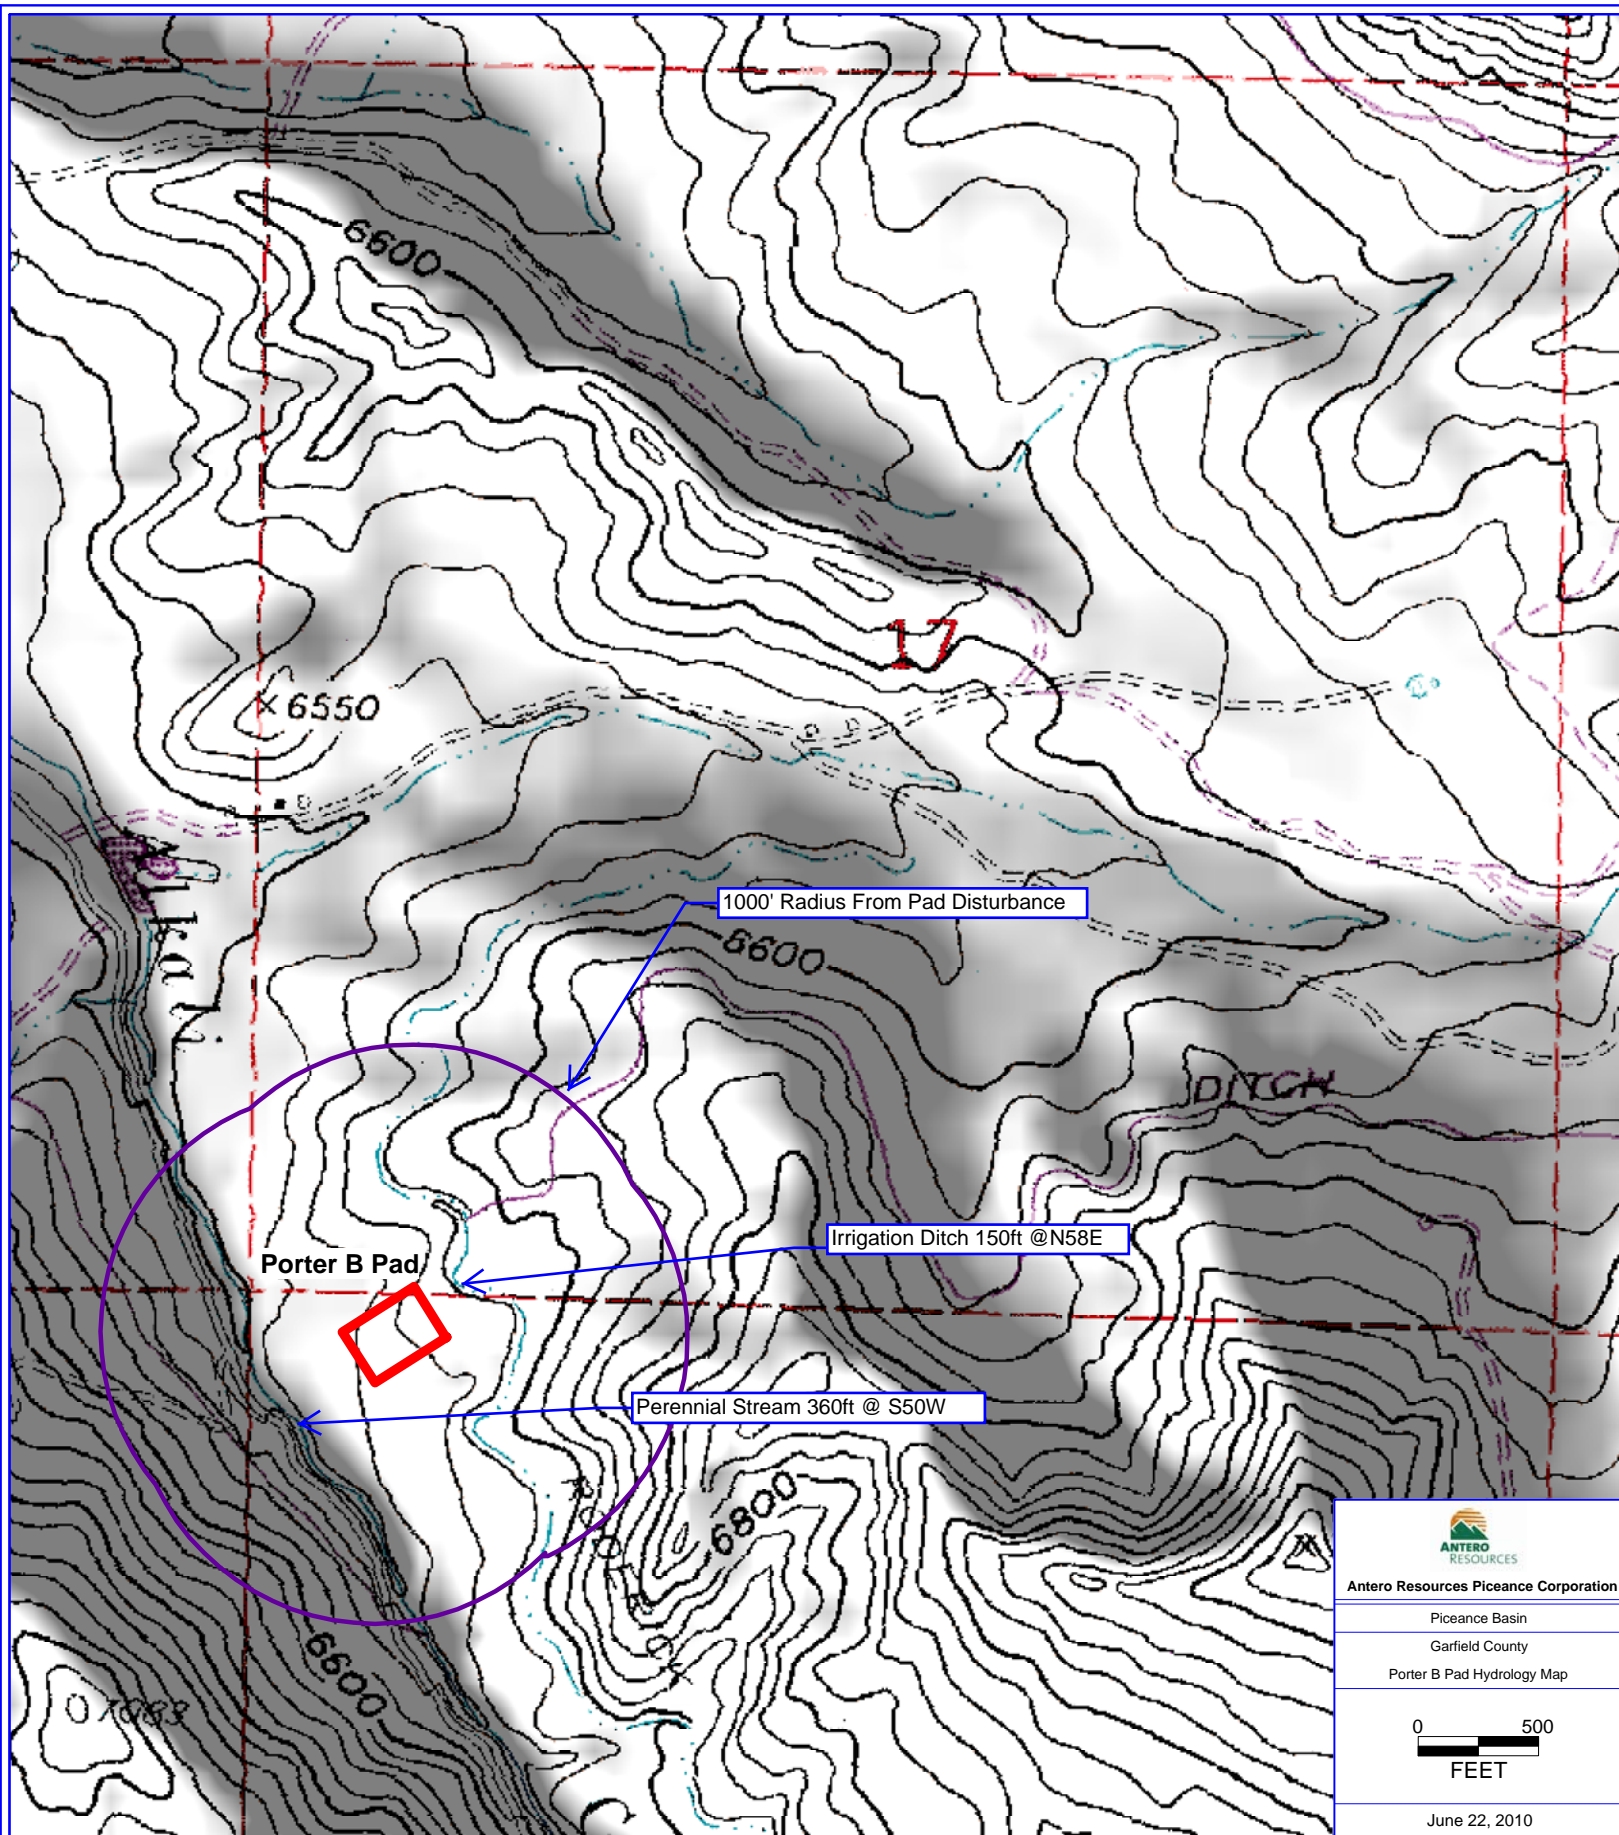 6600
17
× 6550
Alkali
1000' Radius From Pad Disturbance
6600
DITCH
Irrigation Ditch 150ft @N58E
Porter B Pad
Perennial Stream 360ft @ S50W
6800
6600
7083
C
ANTERO
RESOURCES
Antero Resources Piceance Corporation
Piceance Basin
Garfield County
Porter B Pad Hydrology Map
0 500
FEET
June 22, 2010